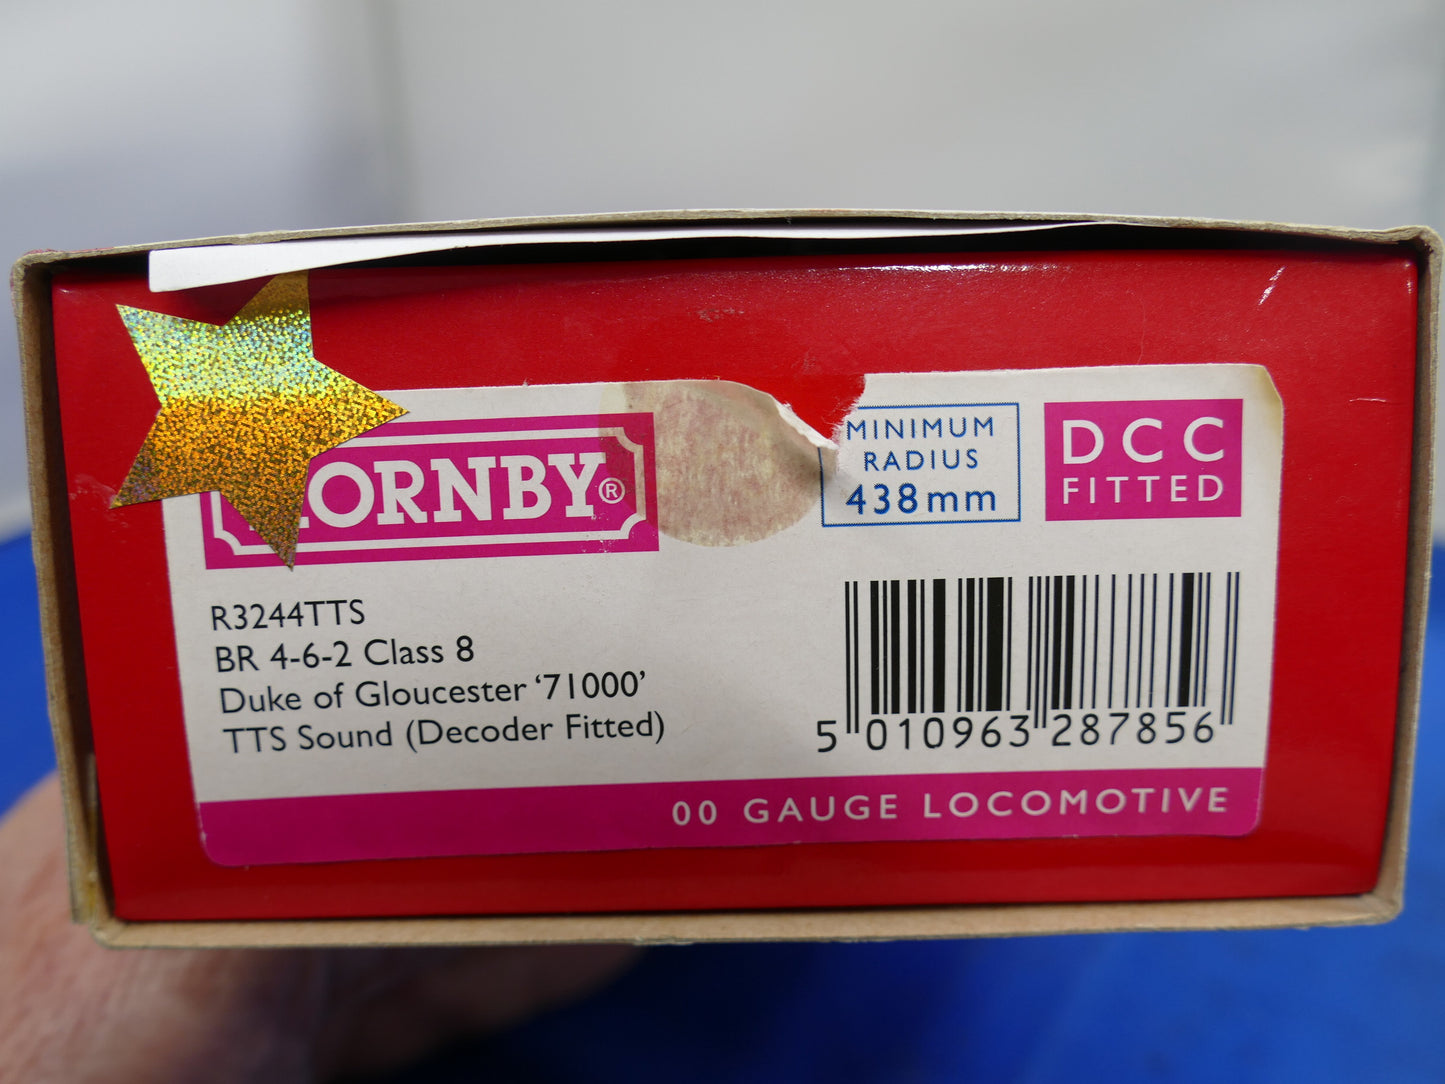 HORNBY®
MINIMUM
RADIUS
438mm
DCC
FITTED
R3244TTS
BR 4-6-2 Class 8
Duke of Gloucester ‘71000’
TTS Sound (Decoder Fitted)
5 010963 287856
00 GAUGE LOCOMOTIVE